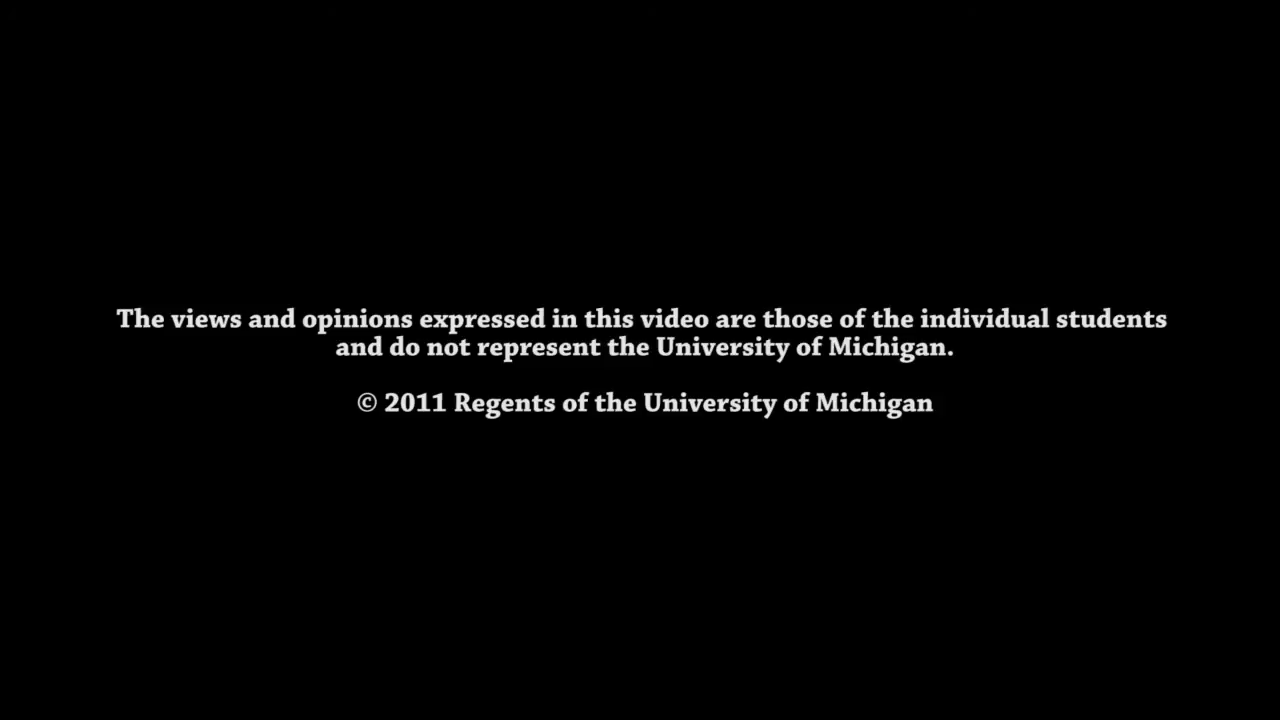 The views and opinions expressed in this video are those of the individual students
and do not represent the University of Michigan.
© 2011 Regents of the University of Michigan